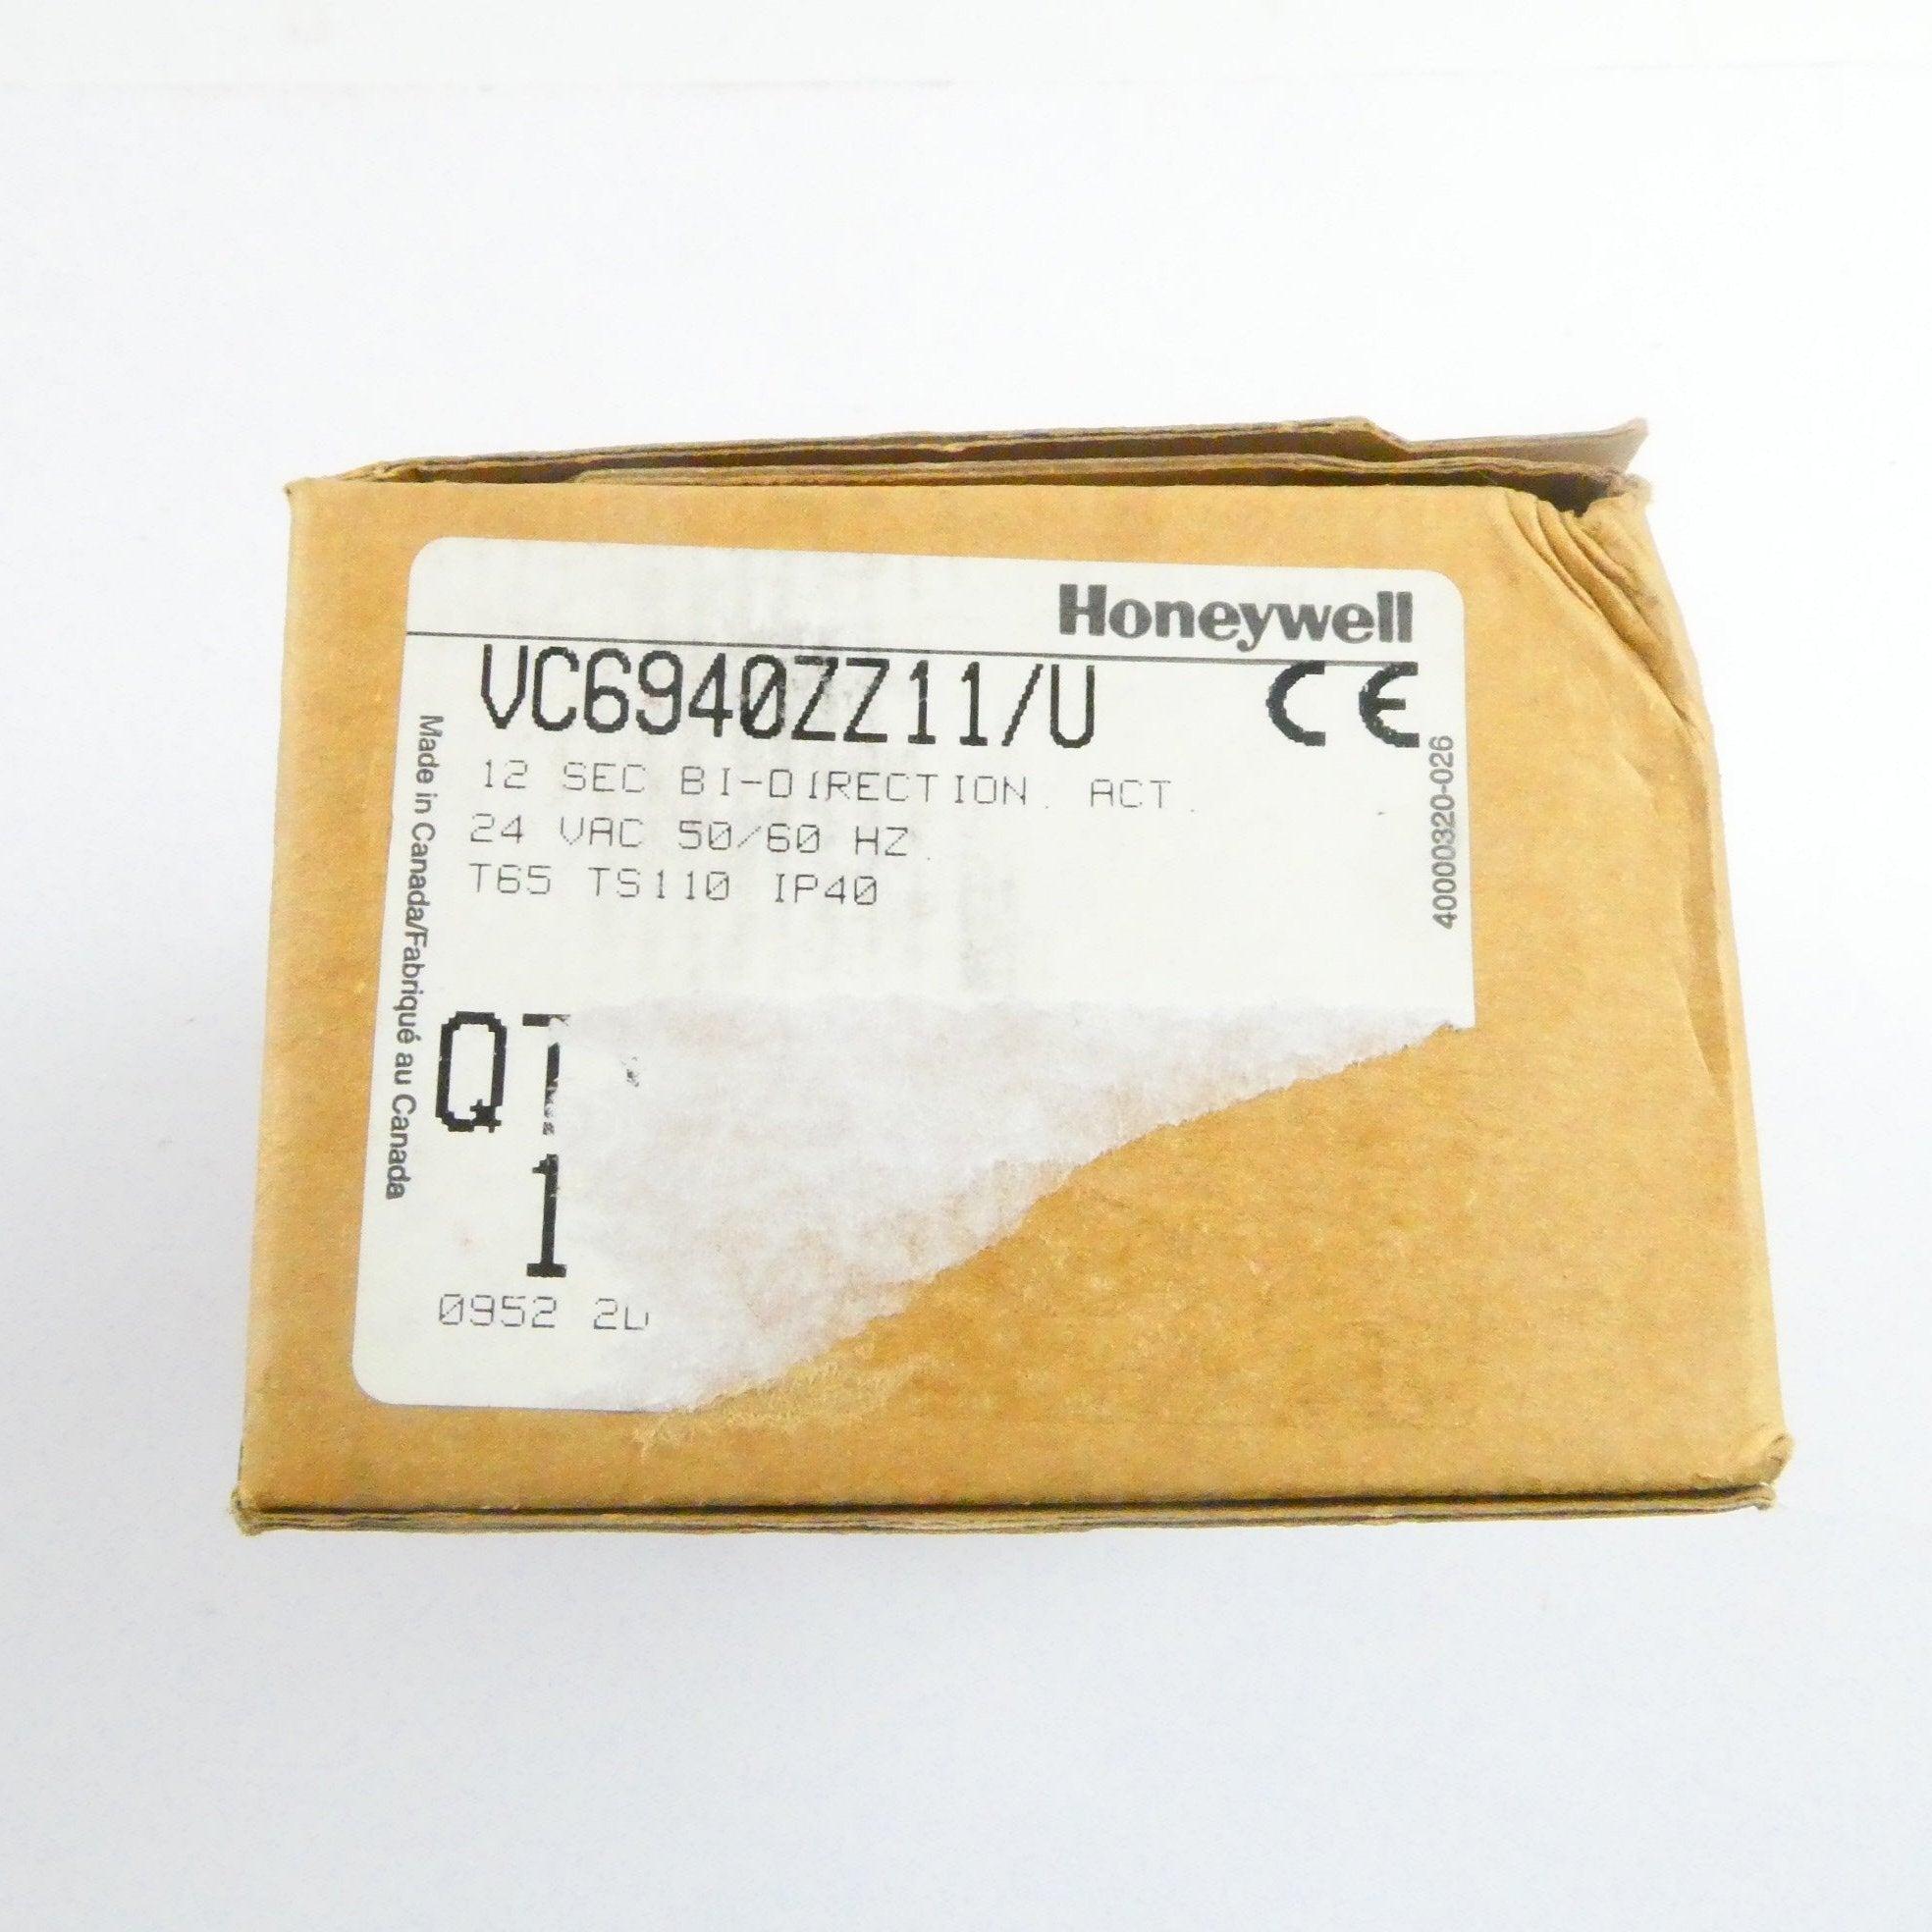 Honeywell
VC6940ZZ11/U CE
12 SEC BI-DIRECTION. ACT.
24 VAC 50/60 HZ.
T65 TS110 IP40
40000320-026
Made in Canada/Fabriqué au Canada
1
0952